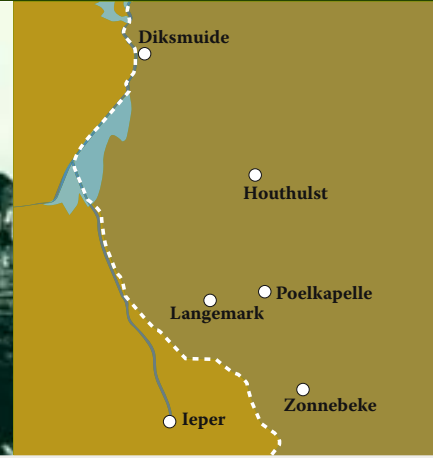 Diksmuide
Houthulst
Poelkapelle
Langemark
Zonnebeke
Ieper